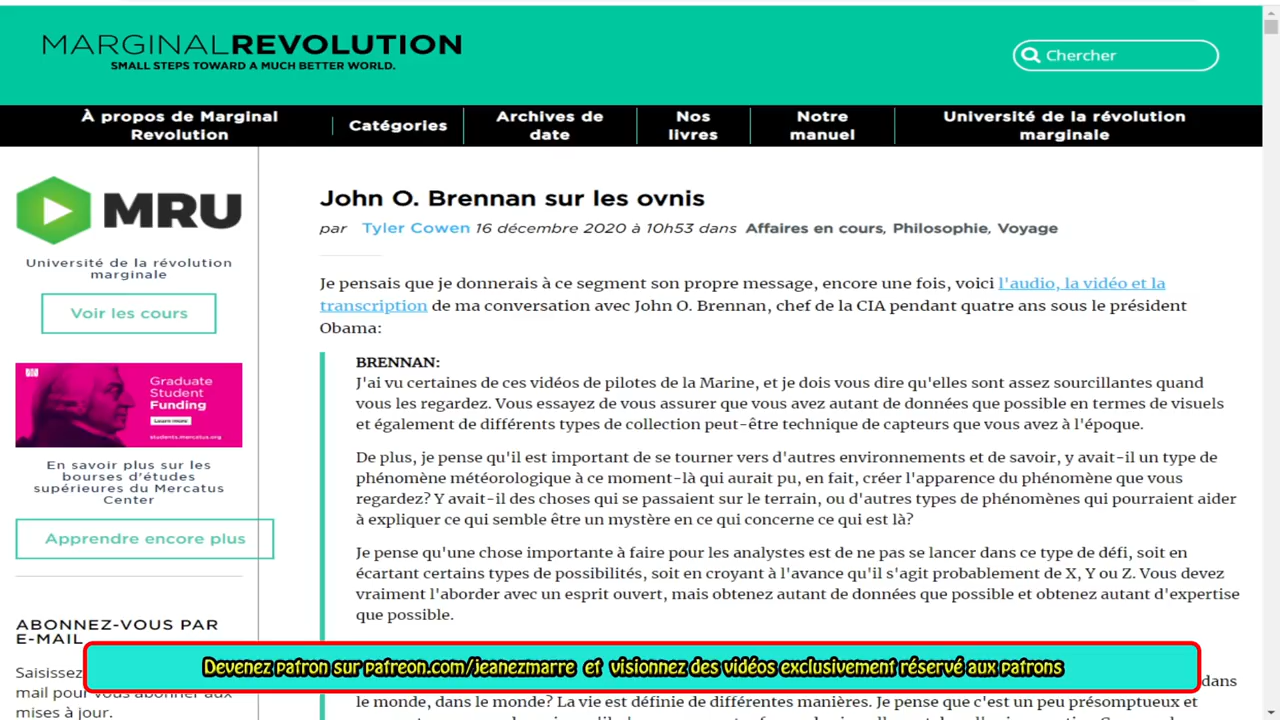 MARGINALREVOLUTION
SMALL STEPS TOWARD A MUCH BETTER WORLD.
Chercher
À propos de Marginal
Revolution
Catégories
Archives de
date
Nos
livres
Notre
manuel
Université de la révolution
marginale
MRU
Université de la révolution
marginale
Voir les cours
Graduate
Student
Funding
Learn more
students.mercatus.org
En savoir plus sur les
bourses d'études
supérieures du Mercatus
Center
Apprendre encore plus
ABONNEZ-VOUS PAR
E-MAIL
Saisissez
mail pour vous abonner aux
mises à jour.
John O. Brennan sur les ovnis
par Tyler Cowen 16 décembre 2020 à 10h53 dans Affaires en cours, Philosophie, Voyage
Je pensais que je donnerais à ce segment son propre message, encore une fois, voici l'audio, la vidéo et la
transcription de ma conversation avec John O. Brennan, chef de la CIA pendant quatre ans sous le président
Obama:
BRENNAN:
J'ai vu certaines de ces vidéos de pilotes de la Marine, et je dois vous dire qu'elles sont assez sourcillantes quand
vous les regardez. Vous essayez de vous assurer que vous avez autant de données que possible en termes de visuels
et également de différents types de collection peut-être technique de capteurs que vous avez à l'époque.
De plus, je pense qu'il est important de se tourner vers d'autres environnements et de savoir, y avait-il un type de
phénomène météorologique à ce moment-là qui aurait pu, en fait, créer l'apparence du phénomène que vous
regardez? Y avait-il des choses qui se passaient sur le terrain, ou d'autres types de phénomènes qui pourraient aider
à expliquer ce qui semble être un mystère en ce qui concerne ce qui est là?
Je pense qu'une chose importante à faire pour les analystes est de ne pas se lancer dans ce type de défi, soit en
écartant certains types de possibilités, soit en croyant à l'avance qu'il s'agit probablement de X, Y ou Z. Vous devez
vraiment l'aborder avec un esprit ouvert, mais obtenez autant de données que possible et obtenez autant d'expertise
que possible.
dans
le monde, dans le monde? La vie est définie de différentes manières. Je pense que c'est un peu présomptueux et
Devenez patron sur patreon.com/jeanezmarre et visionnez des vidéos exclusivement réservé aux patrons